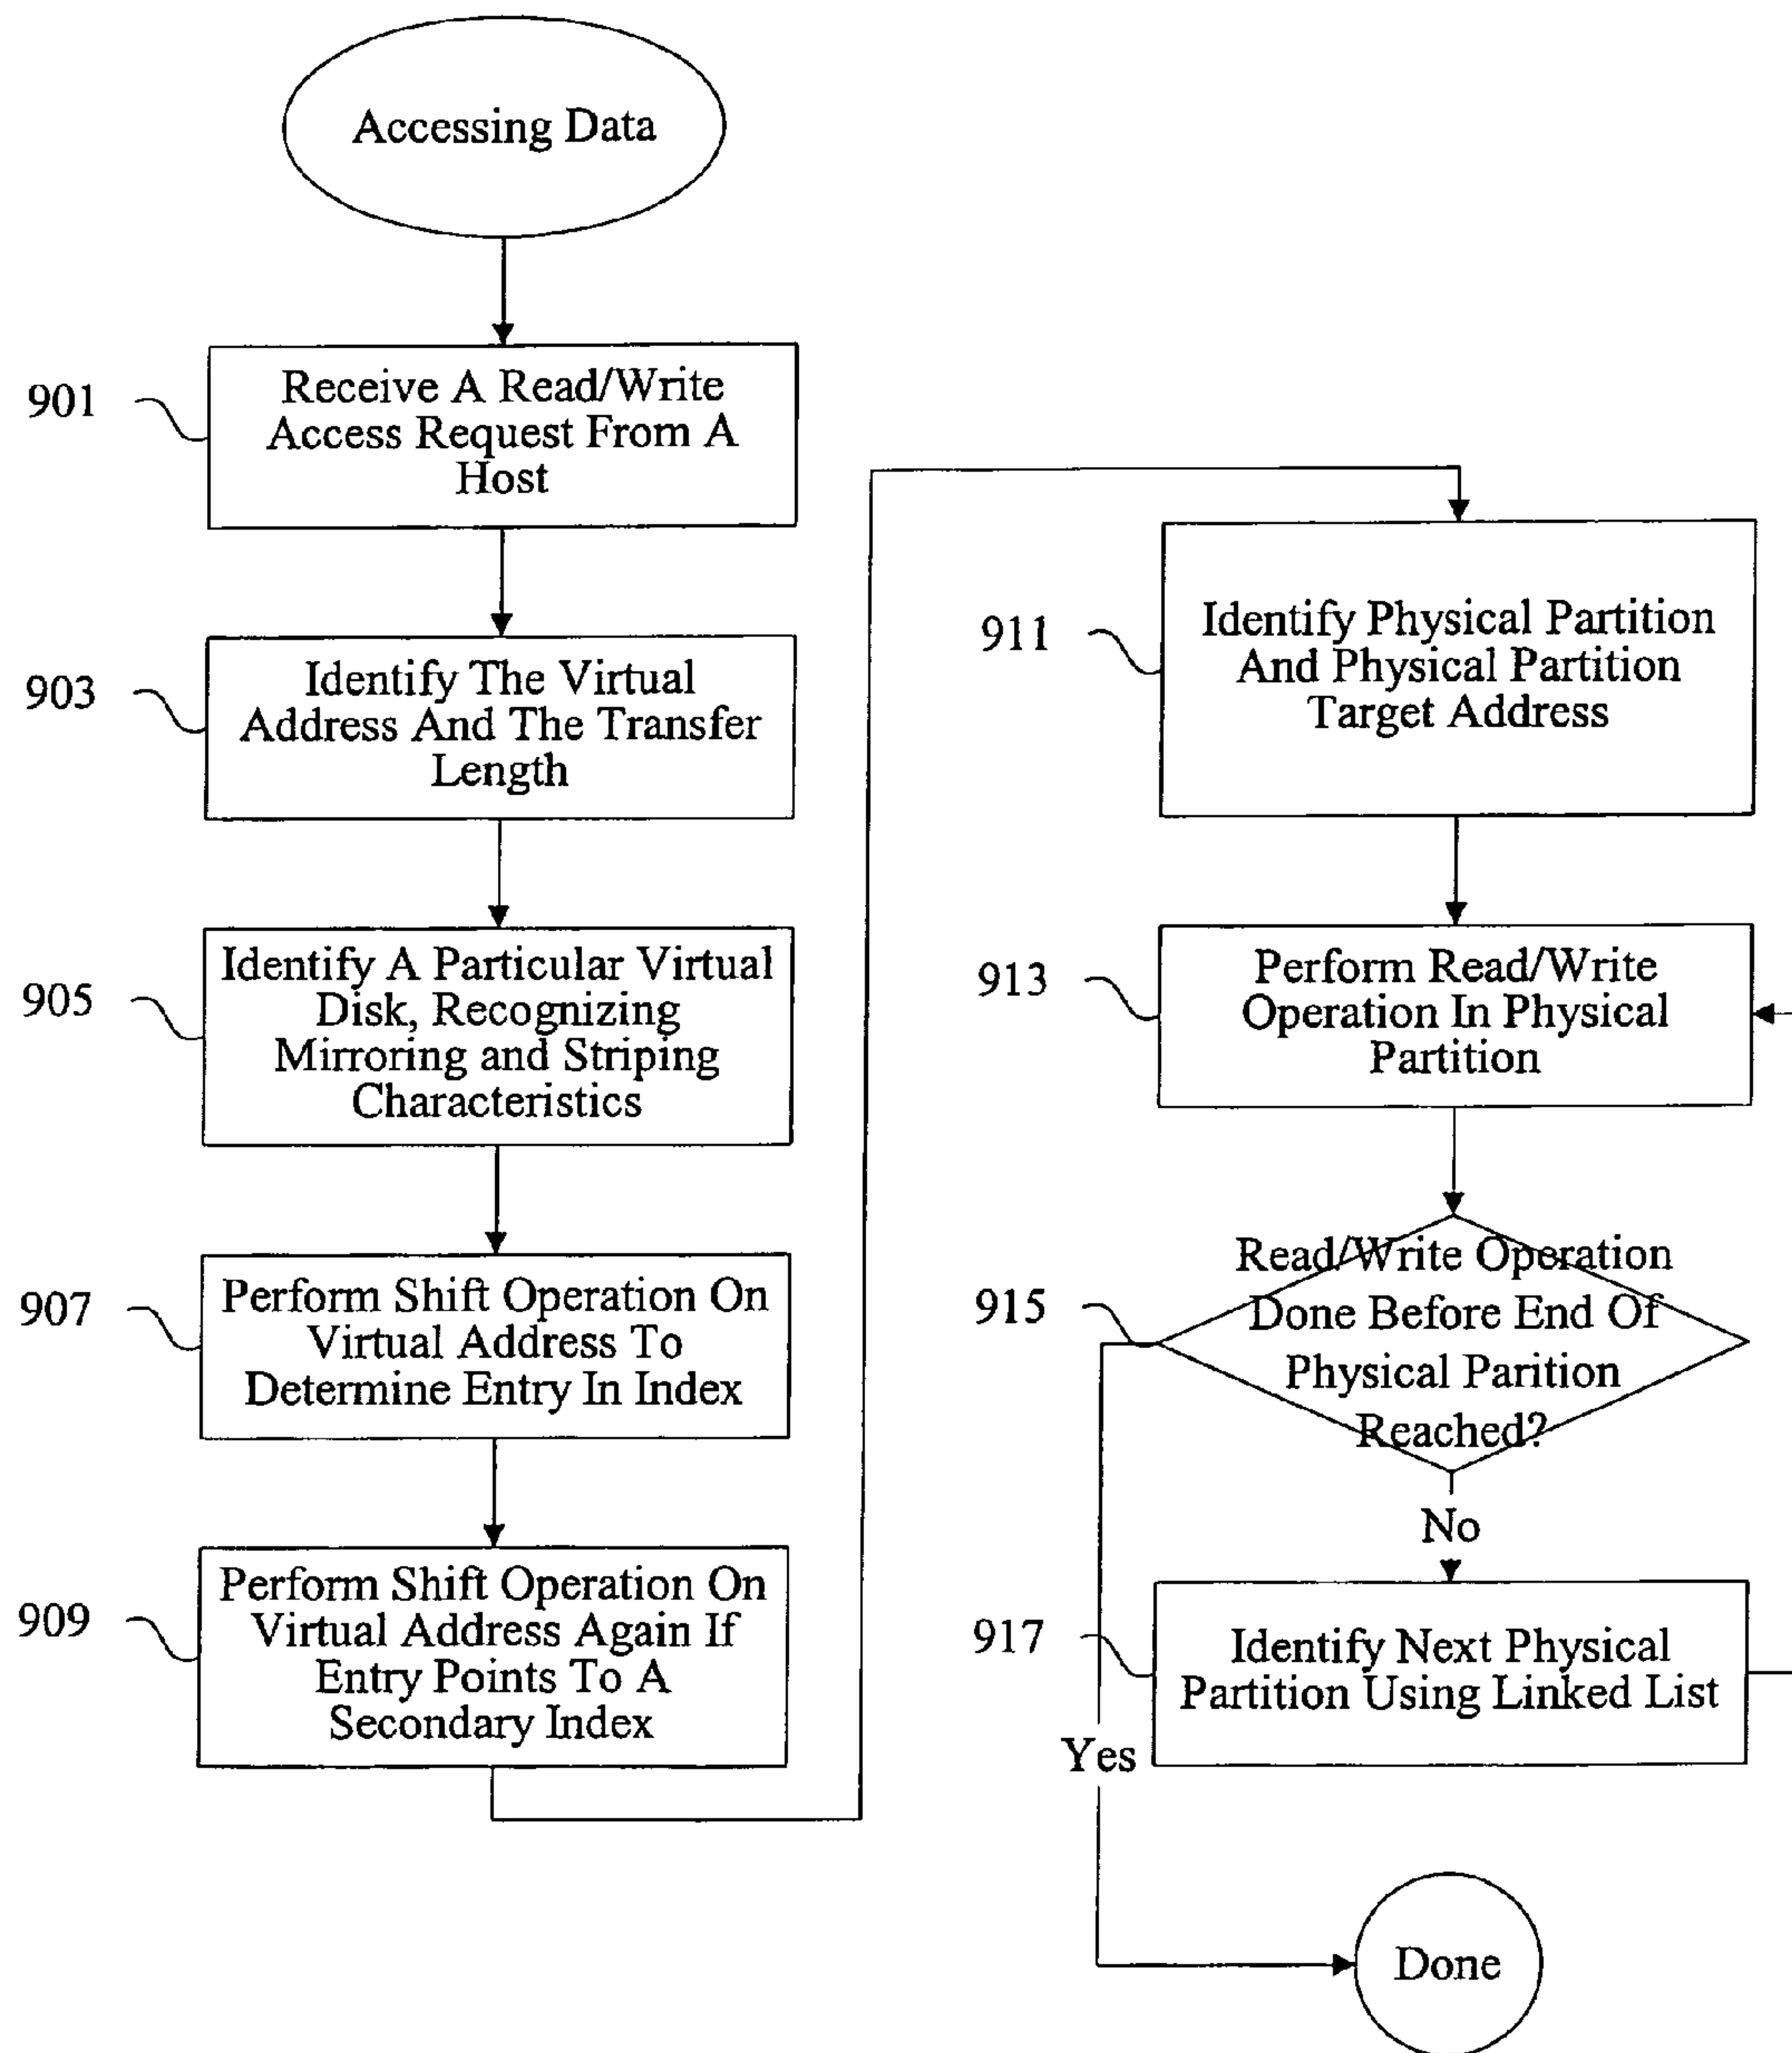 Accessing Data
901
Receive A Read/Write
Access Request From A
Host
903
Identify The Virtual
Address And The Transfer
Length
905
Identify A Particular Virtual
Disk, Recognizing
Mirroring and Striping
Characteristics
907
Perform Shift Operation On
Virtual Address To
Determine Entry In Index
909
Perform Shift Operation On
Virtual Address Again If
Entry Points To A
Secondary Index
911
Identify Physical Partition
And Physical Partition
Target Address
913
Perform Read/Write
Operation In Physical
Partition
915
Read/Write Operation
Done Before End Of
Physical Parition
Reached?
No
917
Identify Next Physical
Partition Using Linked List
Yes
Done